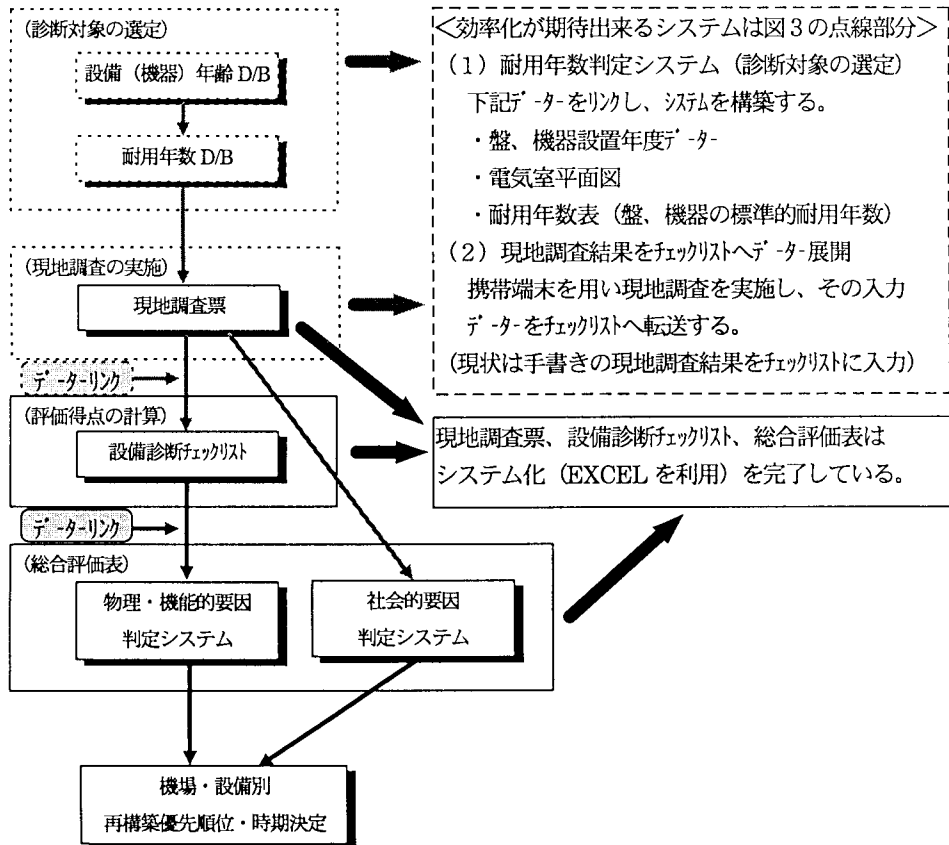 (診断対象の選定)
設備（機器）年齢 D/B
耐用年数 D/B
(現地調査の実施)
現地調査票
ﾃﾞｰﾀｰﾘﾝｸ
(評価得点の計算)
設備診断ﾁｪｯｸﾘｽﾄ
ﾃﾞｰﾀｰﾘﾝｸ
(総合評価表)
物理・機能的要因
判定システム
社会的要因
判定システム
機場・設備別
再構築優先順位・時期決定
＜効率化が期待出来るシステムは図３の点線部分＞
（1）耐用年数判定システム（診断対象の選定）
下記ﾃﾞｰﾀｰをﾘﾝｸし、ｼｽﾃﾑを構築する。
・盤、機器設置年度ﾃﾞｰﾀｰ
・電気室平面図
・耐用年数表（盤、機器の標準的耐用年数）
（2）現地調査結果をﾁｪｯｸﾘｽﾄへﾃﾞｰﾀｰ展開
携帯端末を用い現地調査を実施し、その入力
ﾃﾞｰﾀｰをﾁｪｯｸﾘｽﾄへ転送する。
(現状は手書きの現地調査結果をﾁｪｯｸﾘｽﾄに入力)
現地調査票、設備診断ﾁｪｯｸﾘｽﾄ、総合評価表は
システム化（EXCEL を利用）を完了している。